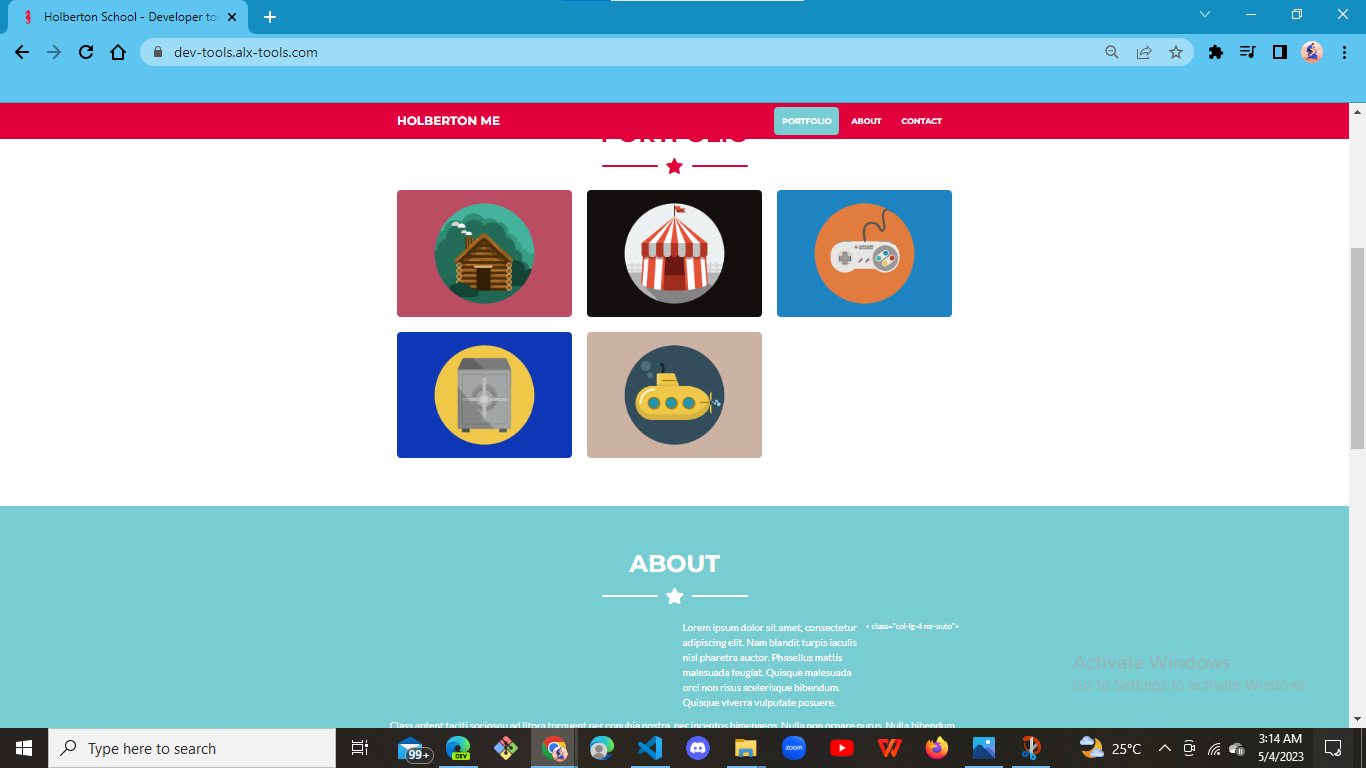 Holberton School - Developer to
dev-tools.alx-tools.com
HOLBERTON ME
PORTFOLIO
ABOUT
CONTACT
PORTFOLIO
ABOUT
Lorem ipsum dolor sit amet, consectetur
adipiscing elit. Nam blandit turpis iaculis
nisl pharetra auctor. Phasellus mattis
malesuada feugiat. Quisque malesuada
orci non risus scelerisque bibendum.
Quisque viverra vulputate posuere.
< class="col-lg-4 mr-auto">
Class aptent taciti sociosqu ad litora torquent per conubia nostra, per inceptos himenaeos. Nulla non ornare purus. Nulla bibendum
Activate Windows
Go to Settings to activate Windows.
Type here to search
99+
DEV
zoom
25°C
3:14 AM
5/4/2023